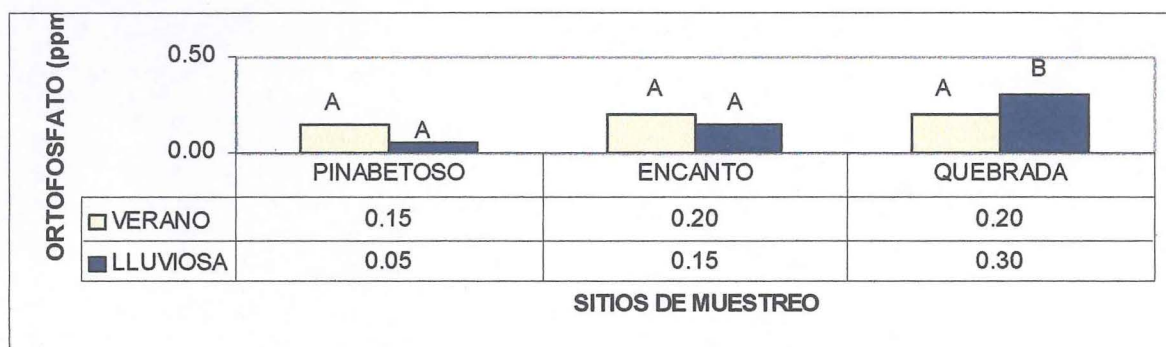 ORTOFOSFATO (ppm
0.50
0.00
A A A A A B
PINABETOSO ENCANTO QUEBRADA
VERANO 0.15 0.20 0.20
LLUVIOSA 0.05 0.15 0.30
SITIOS DE MUESTREO